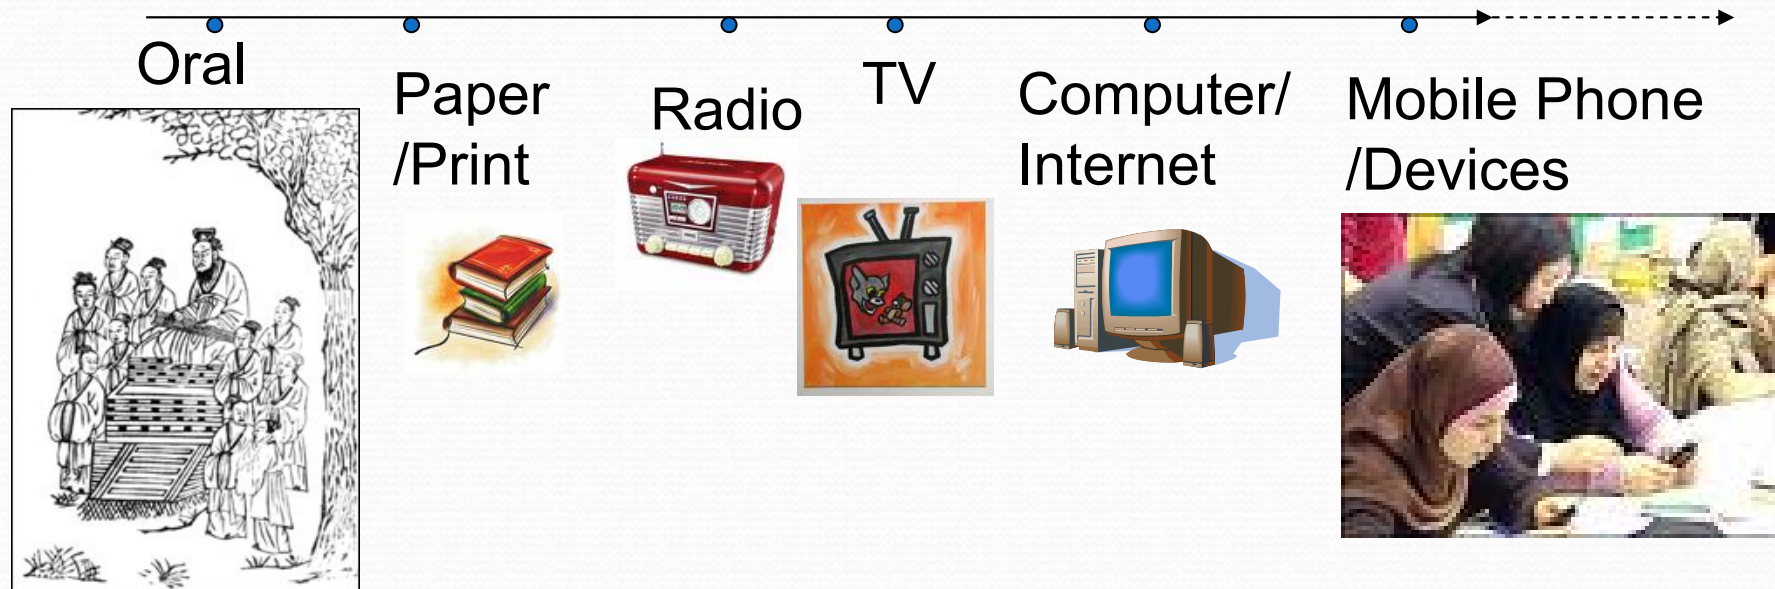 Oral
Paper
/Print
Radio
TV
Computer/
Internet
Mobile Phone
/Devices